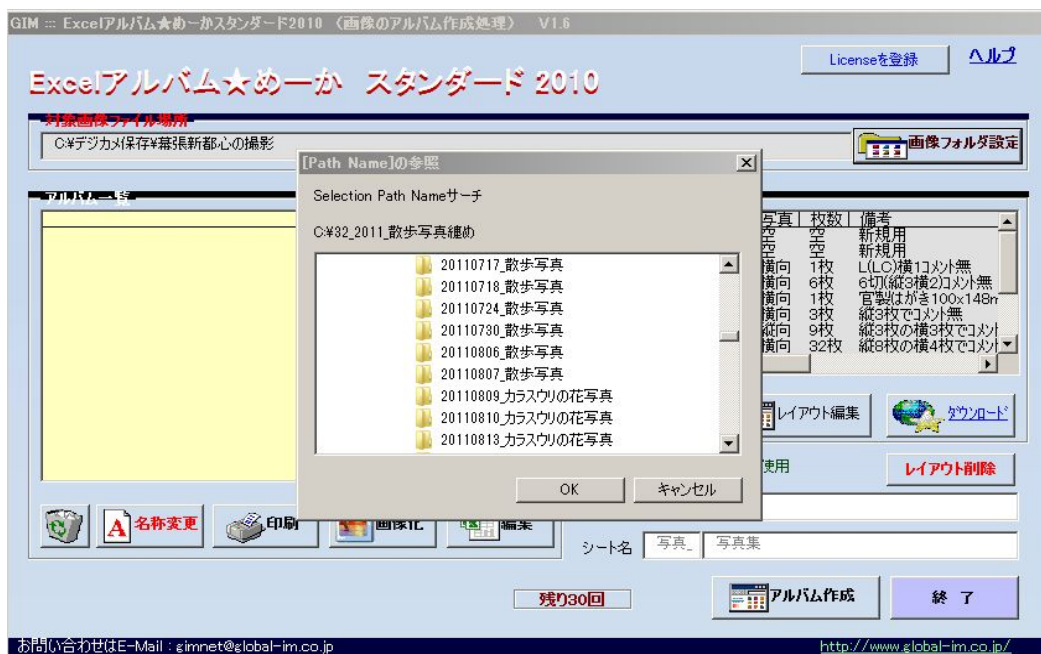 GIM ::: Excelアルバム★めーかスタンダード2010 （画像のアルバム作成処理） V1.6
Licenseを登録
ヘルプ
Excelアルバム★めーか スタンダード 2010
対象画像ファイル場所
C:¥デジカメ保存¥幕張新都心の撮影
画像フォルダ設定
[Path Name]の参照
Selection Path Nameサーチ
C:¥32_2011_散歩写真纏め
20110717_散歩写真
20110718_散歩写真
20110724_散歩写真
20110730_散歩写真
20110806_散歩写真
20110807_散歩写真
20110809_カラスウリの花写真
20110810_カラスウリの花写真
20110813_カラスウリの花写真
OK
キャンセル
アルバム一覧
写真 枚数 備考
空 空 新規用
空 空 新規用
横向 1枚 L(LC)横1コメント無
横向 6枚 6切(縦3横2)コメント無
横向 1枚 官製はがき100x148m
横向 3枚 縦3枚でコメント無
縦向 9枚 縦3枚の横3枚でコメント
横向 32枚 縦8枚の横4枚でコメント
レイアウト編集
ダウンロード
使用
レイアウト削除
名称変更
印刷
画像化
編集
シート名 写真_ 写真集
残り30回
アルバム作成
終 了
お問い合わせはE-Mail : gimnet@global-im.co.jp
http://www.global-im.co.jp/